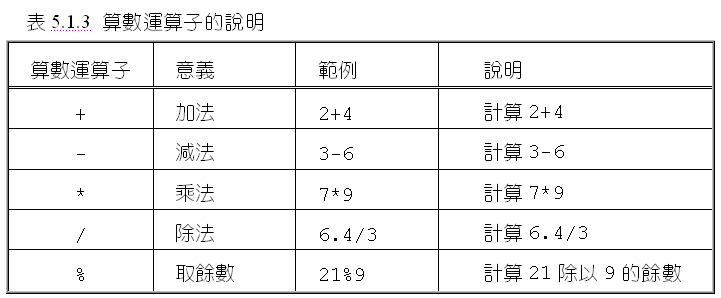 表 5.1.3 算數運算子的說明
算數運算子 意義 範例 說明
+ 加法 2+4 計算 2+4
- 減法 3-6 計算 3-6
* 乘法 7*9 計算 7*9
/ 除法 6.4/3 計算 6.4/3
% 取餘數 21%9 計算 21 除以 9 的餘數